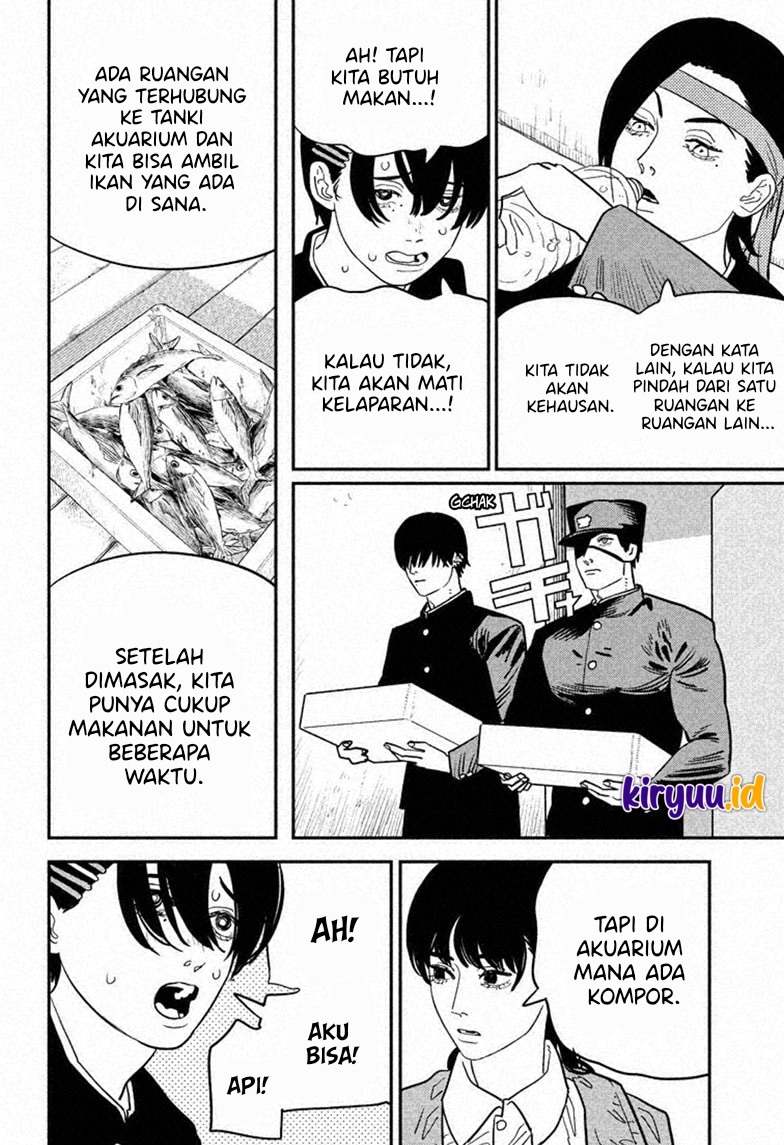 DENGAN KATA
LAIN, KALAU KITA
PINDAH DARI SATU
RUANGAN KE
RUANGAN LAIN...
KITA TIDAK
AKAN
KEHAUSAN.
AH! TAPI
KITA BUTUH
MAKAN...!
KALAU TIDAK,
KITA AKAN MATI
KELAPARAN...!
ADA RUANGAN
YANG TERHUBUNG
KE TANKI
AKUARIUM DAN
KITA BISA AMBIL
IKAN YANG ADA
DI SANA.
SETELAH
DIMASAK, KITA
PUNYA CUKUP
MAKANAN UNTUK
BEBERAPA
WAKTU.
GCHAK
ガチャ
kiryuu.id
TAPI DI
AKUARIUM
MANA ADA
KOMPOR.
AH!
AKU
BISA!
API!